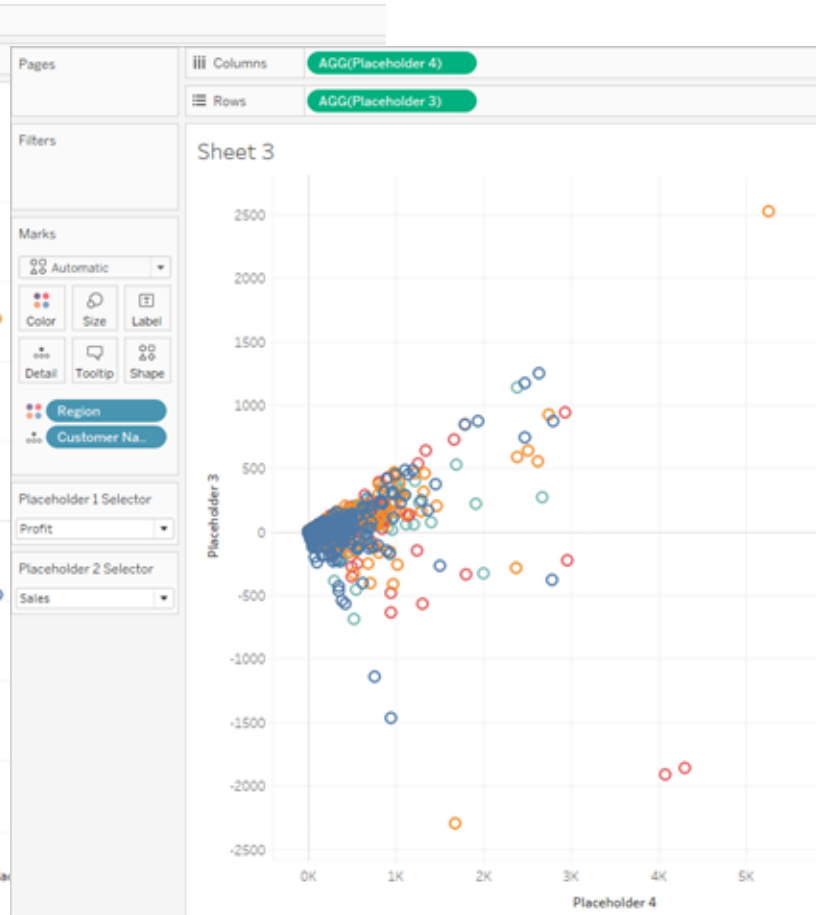 Pages
Columns
AGG(Placeholder 4)
Rows
AGG(Placeholder 3)
Filters
Marks
Automatic
Color
Size
Label
Detail
Tooltip
Shape
Region
Customer Na..
Placeholder 1 Selector
Profit
Placeholder 2 Selector
Sales
Sheet 3
2500
2000
1500
1000
500
0
-500
-1000
-1500
-2000
-2500
Placeholder 3
0K 1K 2K 3K 4K 5K
Placeholder 4